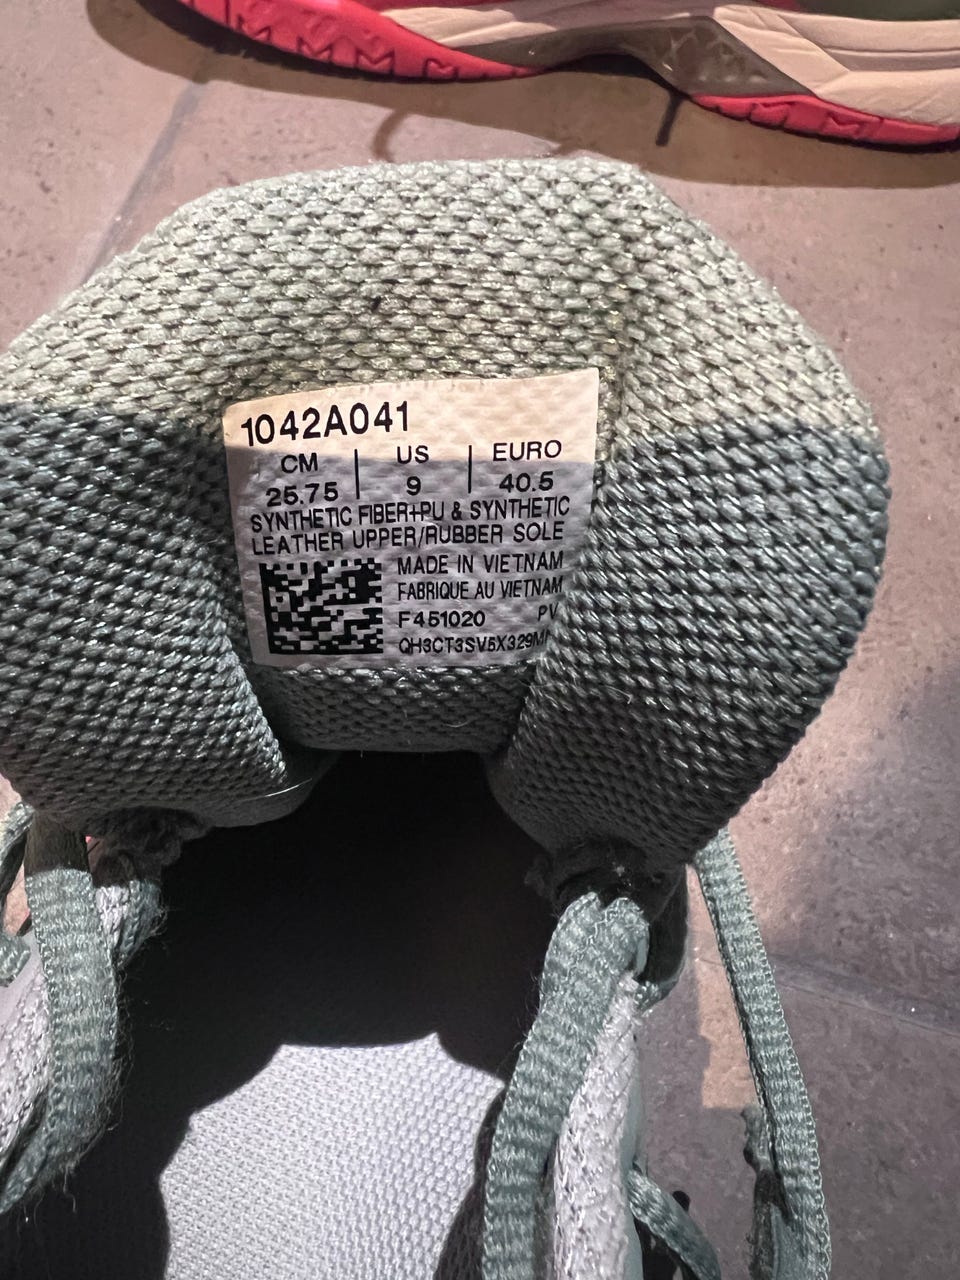 1042A041
CM | US | EURO
25.75 | 9 | 40.5
SYNTHETIC FIBER+PU & SYNTHETIC
LEATHER UPPER/RUBBER SOLE
MADE IN VIETNAM
FABRIQUE AU VIETNAM
F451020 PV